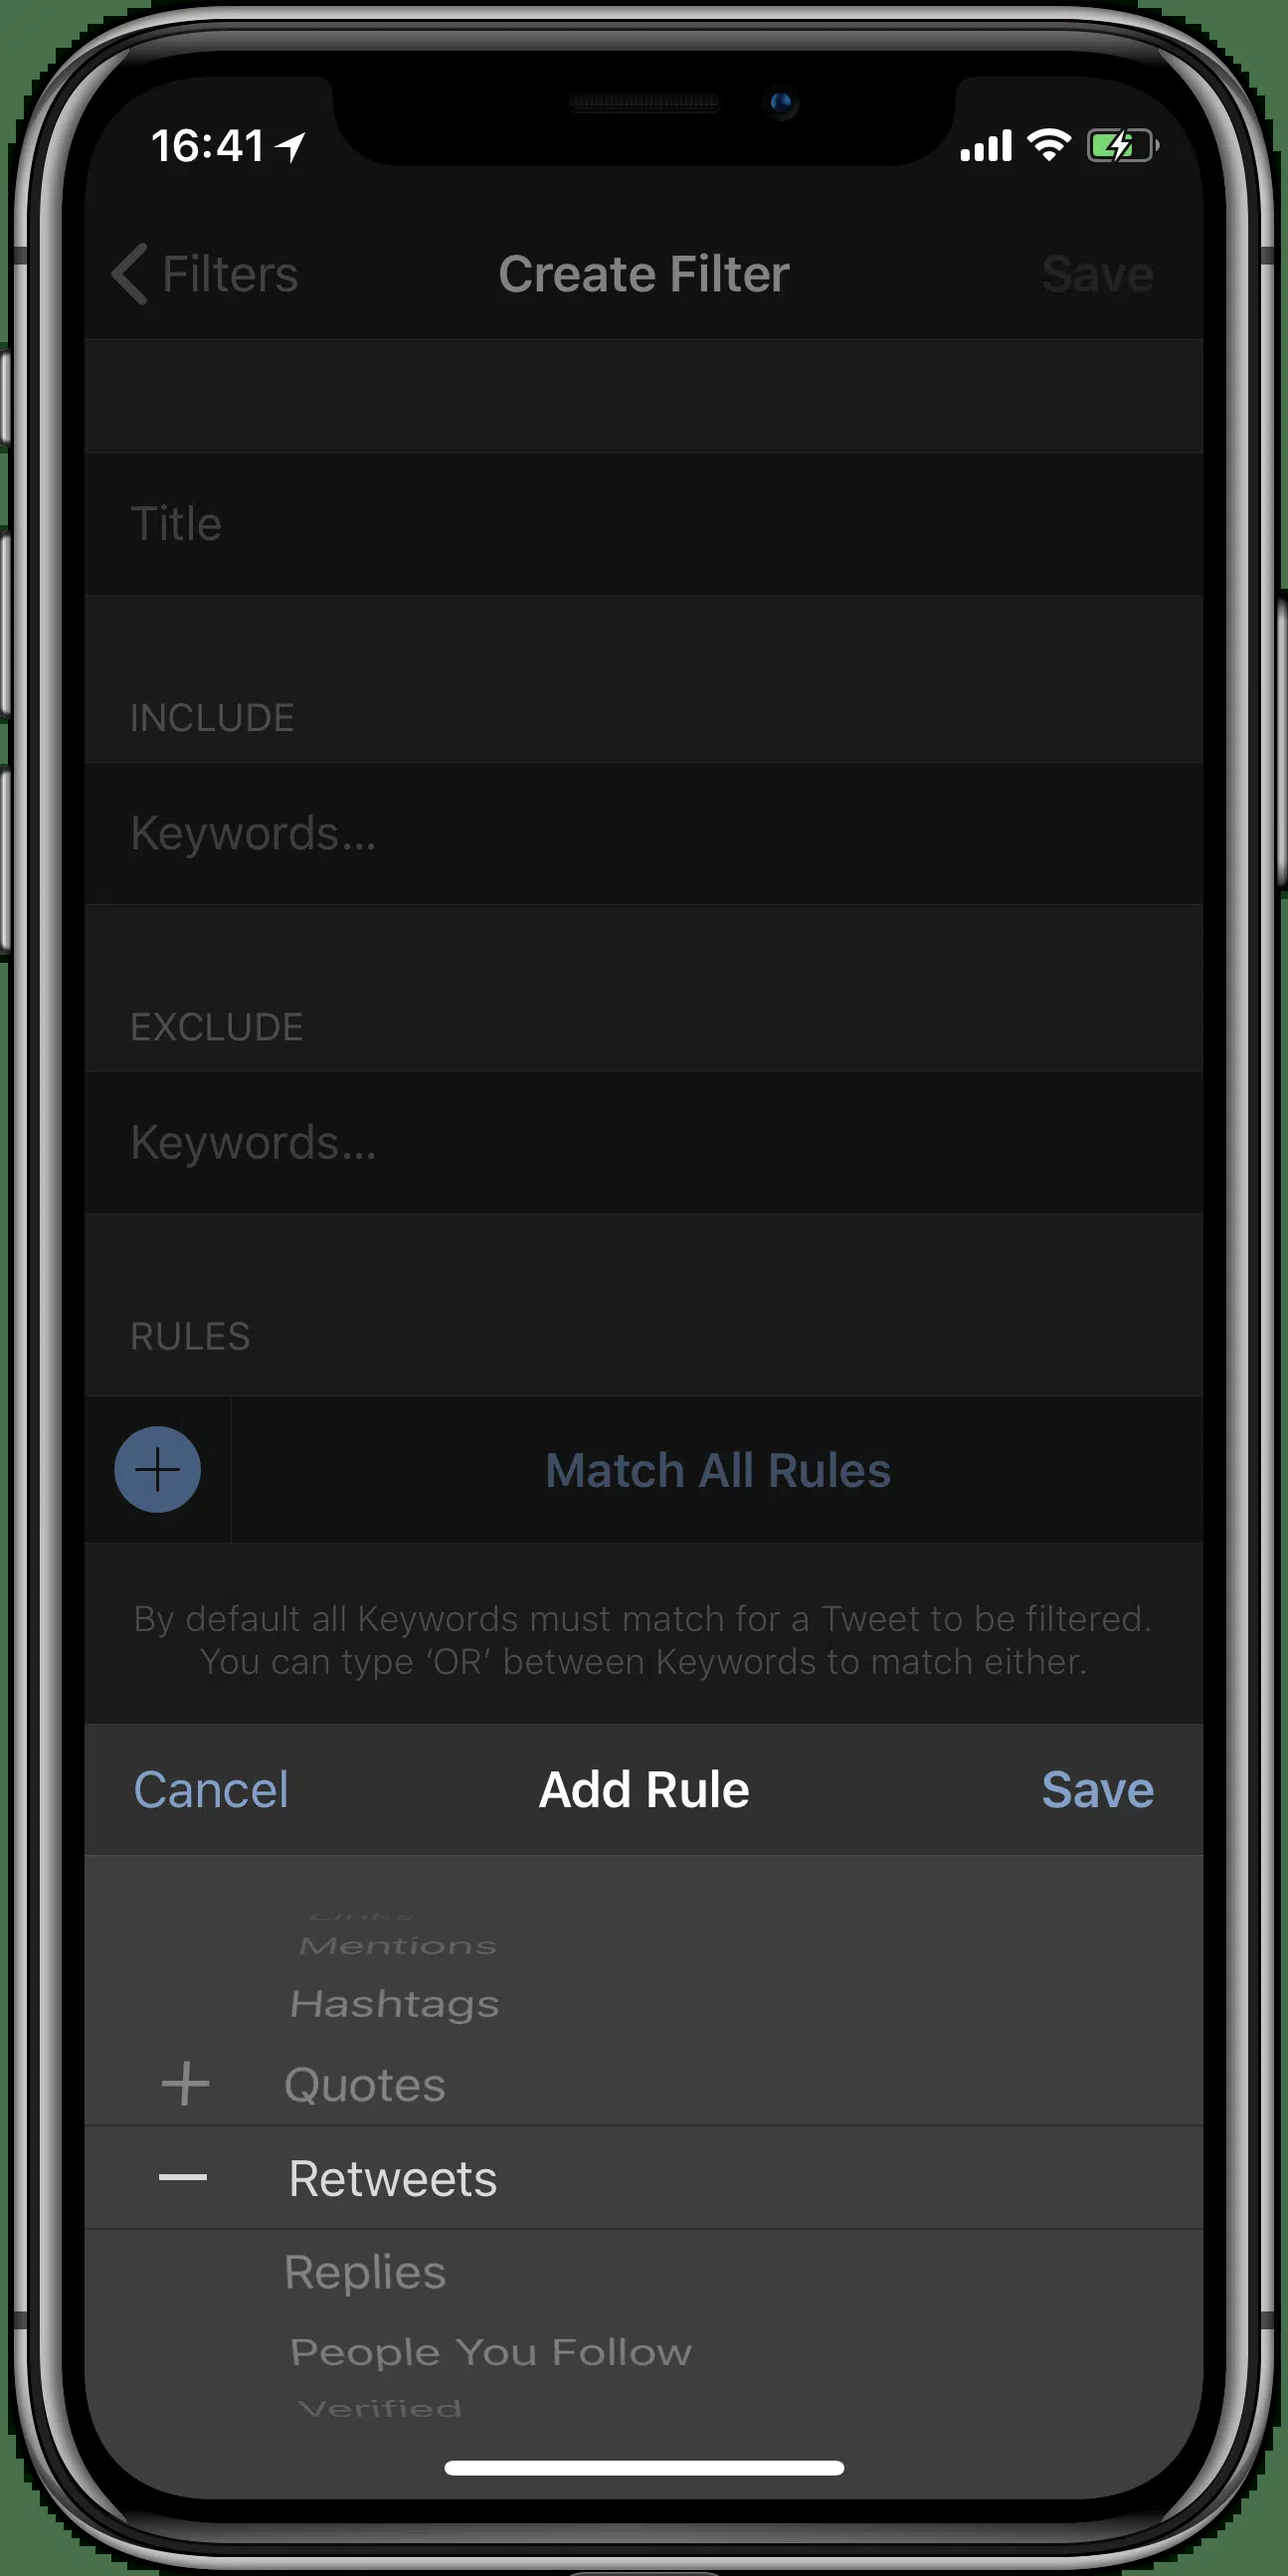 16:41
Filters
Create Filter
Save
Title
INCLUDE
Keywords...
EXCLUDE
Keywords...
RULES
Match All Rules
By default all Keywords must match for a Tweet to be filtered.
You can type ‘OR’ between Keywords to match either.
Cancel
Add Rule
Save
Links
Mentions
Hashtags
+ Quotes
— Retweets
Replies
People You Follow
Verified